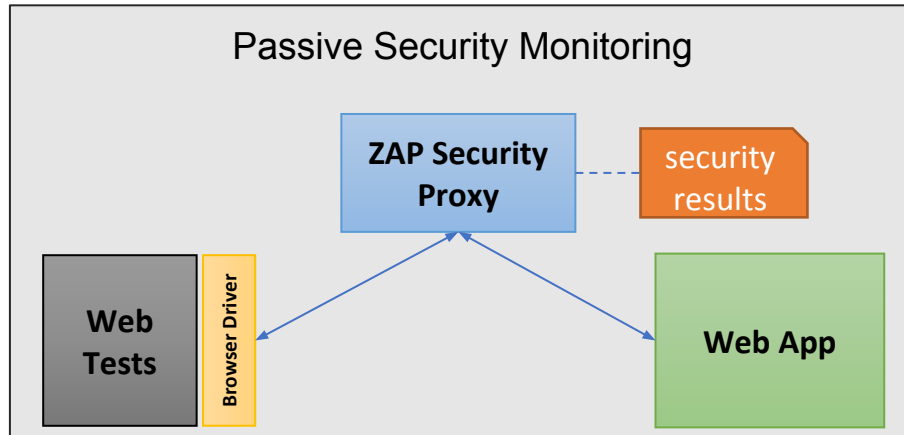 Passive Security Monitoring
ZAP Security
Proxy
security
results
Web
Tests
Browser Driver
Web App